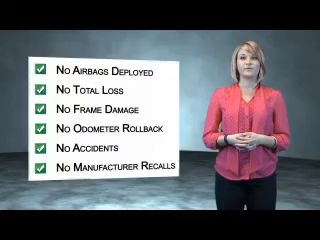 No Airbags Deployed
No Total Loss
No Frame Damage
No Odometer Rollback
No Accidents
No Manufacturer Recalls